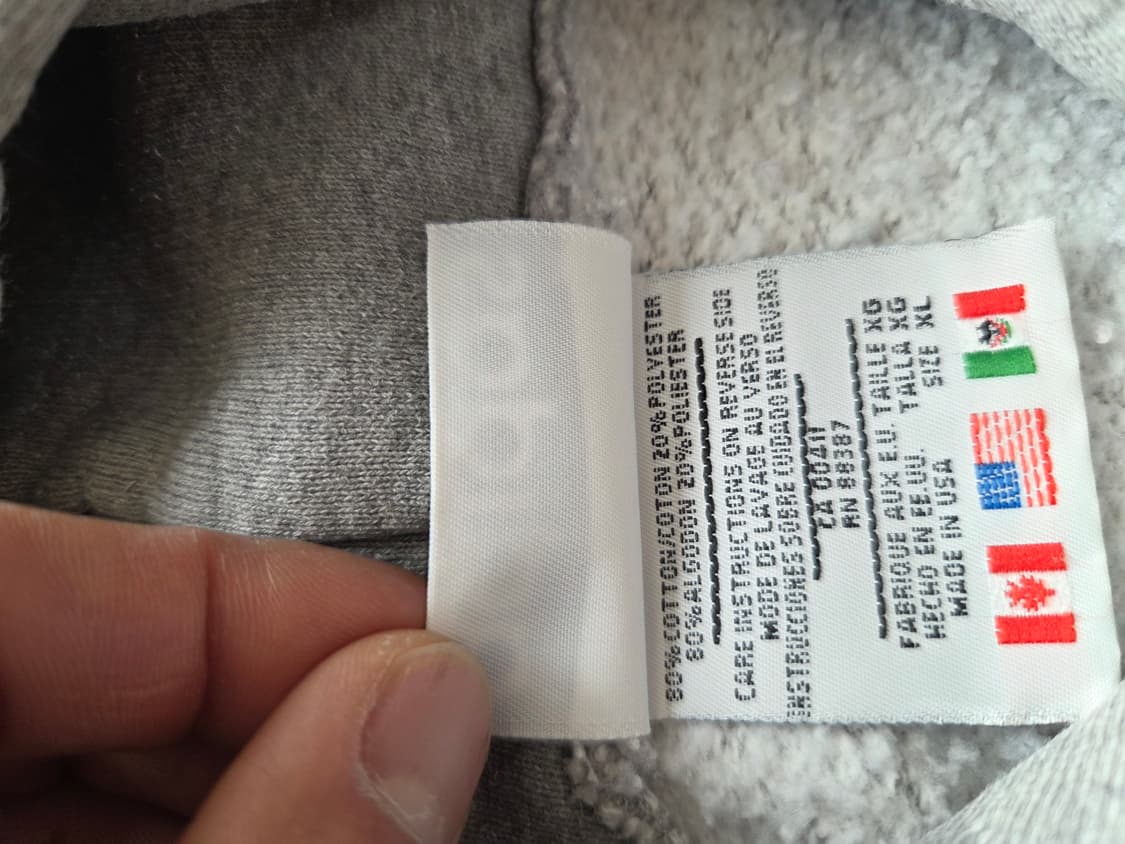 80% COTTON/COTON 20% POLYESTER
80% ALGODON 20% POLIESTER
CARE INSTRUCTIONS ON REVERSE SIDE
MODE DE LAVAGE AU VERSO
INSTRUCCIONES SOBRE CUIDADO EN EL REVERSO
CA 00411
RN 88387
FABRIQUE AUX EU. TAILLE XG
HECHO EN EE.UU. TALLA XG
MADE IN USA SIZE XL